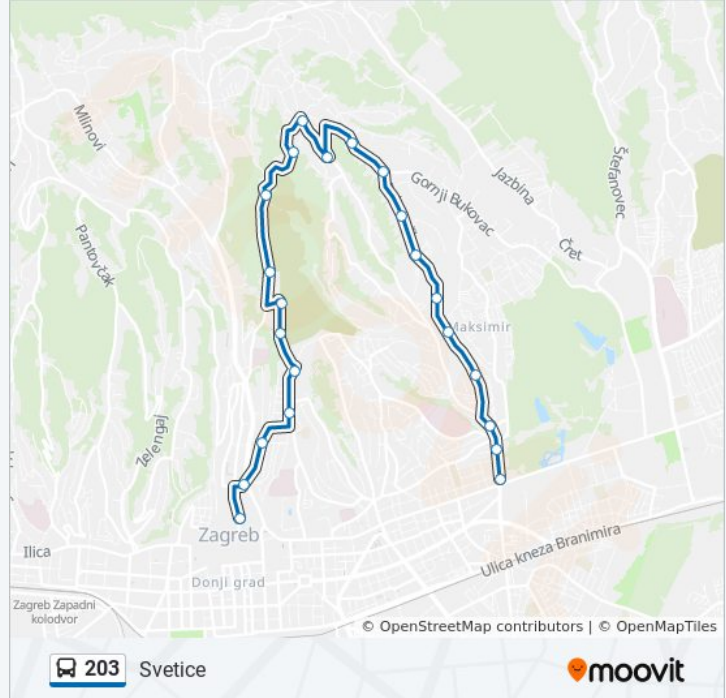 Mlinovi
Štefanovec
Jazbina
Gornji Bukovac
Pantovčak
Čret
Maksimir
Zelengaj
Zagreb
Ilica
Ulica kneza Branimira
Donji grad
Zagreb Zapadni
kolodvor
© OpenStreetMap contributors | © OpenMapTiles
203 Svetice
moovit